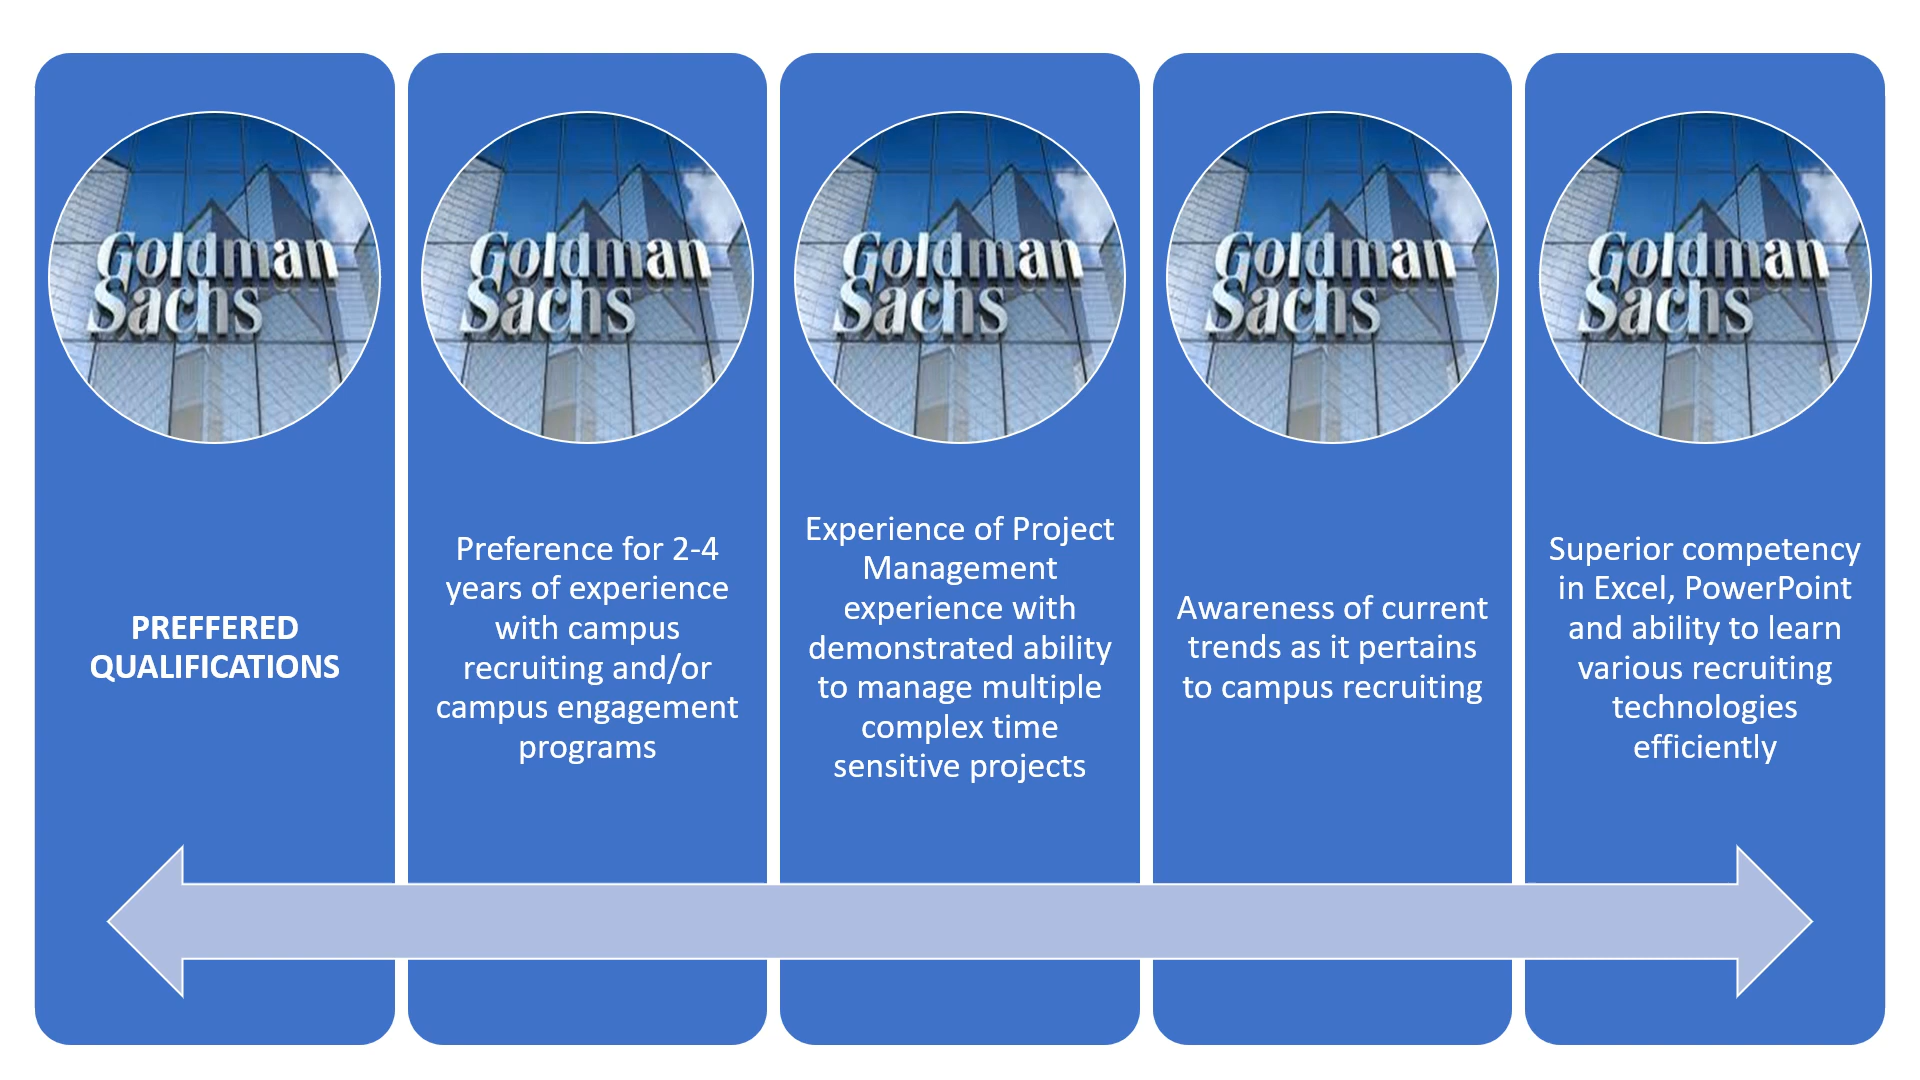 Goldman
Sachs
PREFFERED
QUALIFICATIONS
Goldman
Sachs
Preference for 2-4
years of experience
with campus
recruiting and/or
campus engagement
programs
Goldman
Sachs
Experience of Project
Management
experience with
demonstrated ability
to manage multiple
complex time
sensitive projects
Goldman
Sachs
Awareness of current
trends as it pertains
to campus recruiting
Goldman
Sachs
Superior competency
in Excel, PowerPoint
and ability to learn
various recruiting
technologies
efficiently